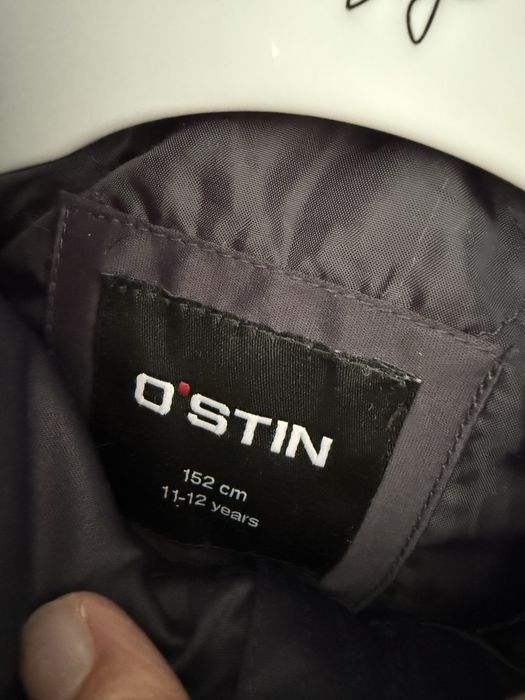 O'STIN
152 cm
11-12 years